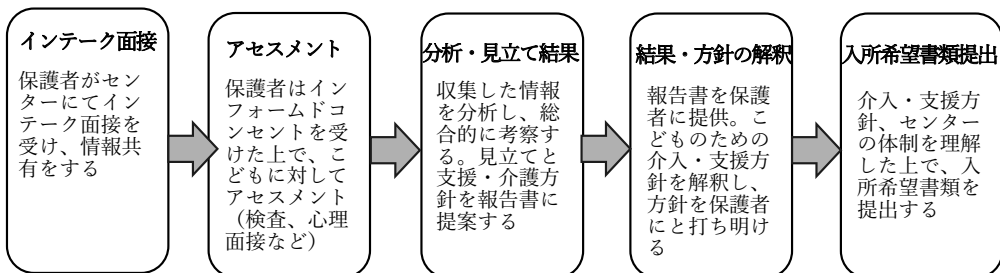 インテーク面接
保護者がセン
ターにてイン
テーク面接を
受け、情報共
有をする
アセスメント
保護者はイン
フォームドコ
ンセントを受
けた上で、こ
どもに対して
アセスメント
（検査、心理
面接など）
分析・見立て結果
収集した情報
を分析し、総
合的に考察す
る。見立てと
支援・介護方
針を報告書に
提案する
結果・方針の解釈
報告書を保護
者に提供。こ
どものための
介入・支援方
針を解釈し、
方針を保護者
にと打ち明け
る
入所希望書類提出
介入・支援方
針、センター
の体制を理解
した上で、入
所希望書類を
提出する